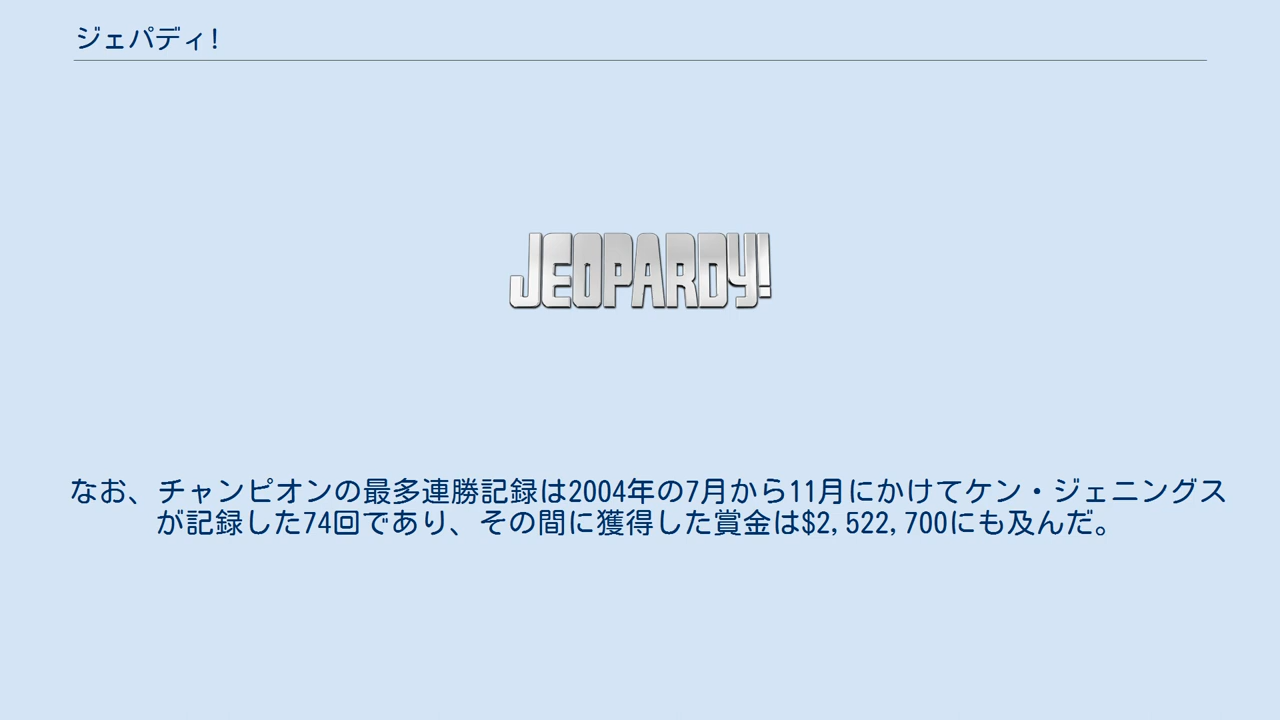 ジェパディ!
JEOPARDY!
なお、チャンピオンの最多連勝記録は2004年の7月から11月にかけてケン・ジェニングス
が記録した74回であり、その間に獲得した賞金は$2,522,700にも及んだ。